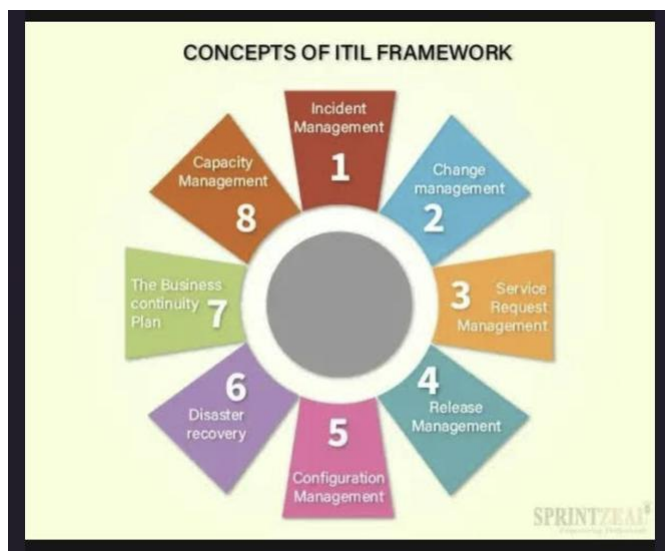 CONCEPTS OF ITIL FRAMEWORK
Incident
Management
1
Change
management
2
3
Service
Request
Management
4
Release
Management
5
Configuration
Management
6
Disaster
recovery
The Business
continuity
Plan
7
Capacity
Management
8
SPRINTZEAL